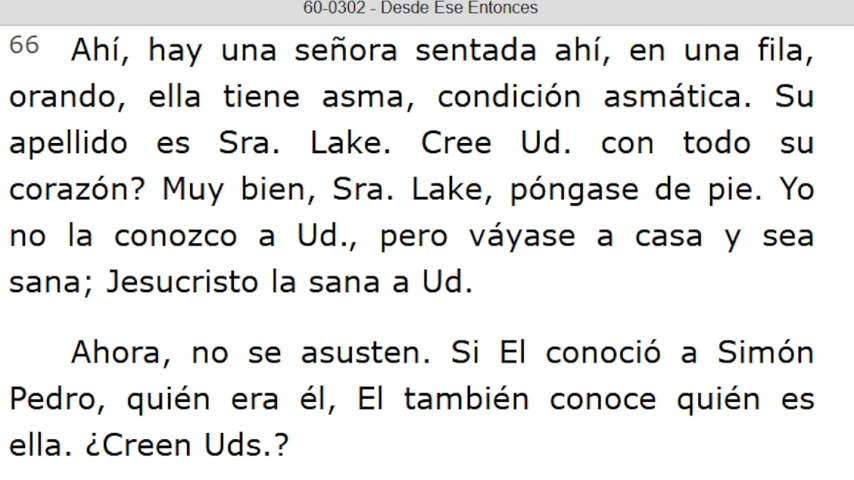 60-0302 - Desde Ese Entonces
66 Ahí, hay una señora sentada ahí, en una fila,
orando, ella tiene asma, condición asmática. Su
apellido es Sra. Lake. Cree Ud. con todo su
corazón? Muy bien, Sra. Lake, póngase de pie. Yo
no la conozco a Ud., pero váyase a casa y sea
sana; Jesucristo la sana a Ud.
Ahora, no se asusten. Si El conoció a Simón
Pedro, quién era él, El también conoce quién es
ella. ¿Creen Uds.?